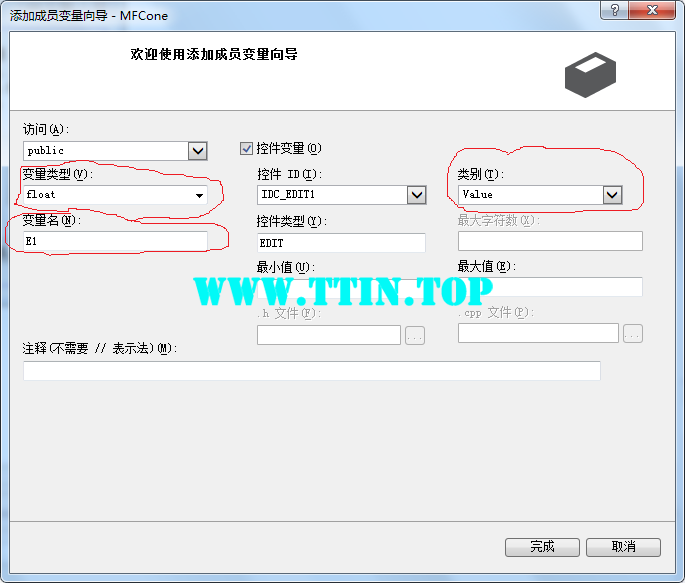 添加成员变量向导 - MFCone
欢迎使用添加成员变量向导
访问(A):
public
控件变量(O)
变量类型(V):
float
控件 ID(I):
IDC_EDIT1
类别(T):
Value
变量名(N):
E1
控件类型(Y):
EDIT
最大字符数(X):
最小值(U):
最大值(E):
WWW.TTIN.TOP
.h 文件(F):
...
.cpp 文件(P):
...
注释(不需要 // 表示法)(M):
完成
取消